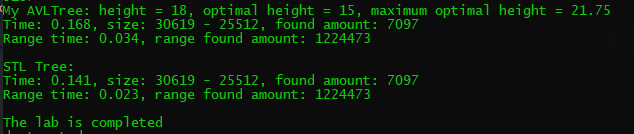 My AVLTree: height = 18, optimal height = 15, maximum optimal height = 21.75
Time: 0.168, size: 30619 - 25512, found amount: 7097
Range time: 0.034, range found amount: 1224473
STL Tree:
Time: 0.141, size: 30619 - 25512, found amount: 7097
Range time: 0.023, range found amount: 1224473
The lab is completed